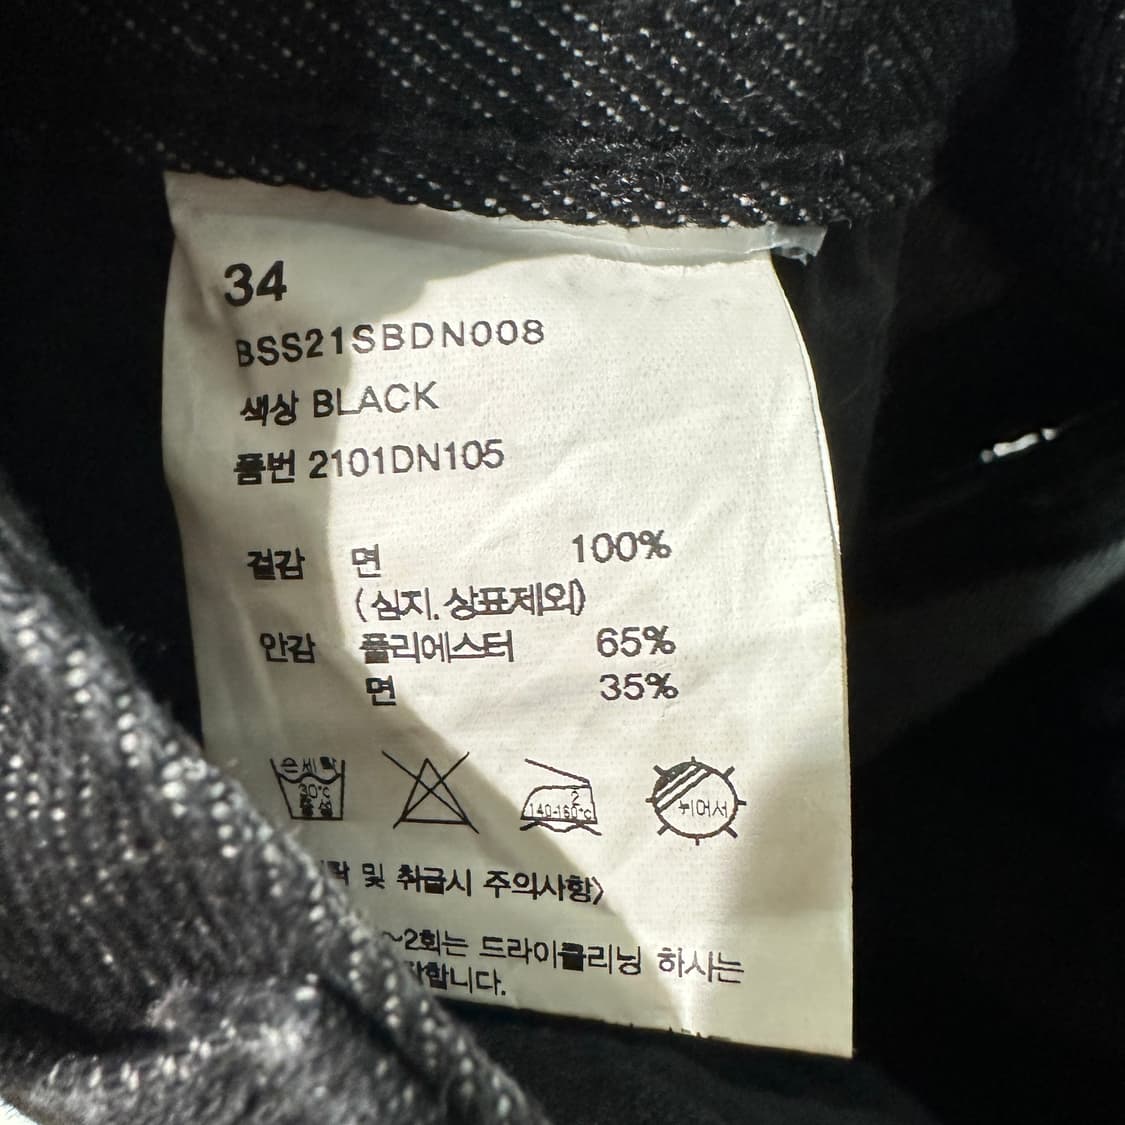 34
BSS21SBDN008
색상 BLACK
품번 2101DN105
겉감 면 100%
(심지, 상표제외)
안감 폴리에스터 65%
면 35%
손세탁 30°c 중성
2 140-160°c
뉘어서
및 취급시 주의사항>
~2회는 드라이클리닝 하시는
합니다.